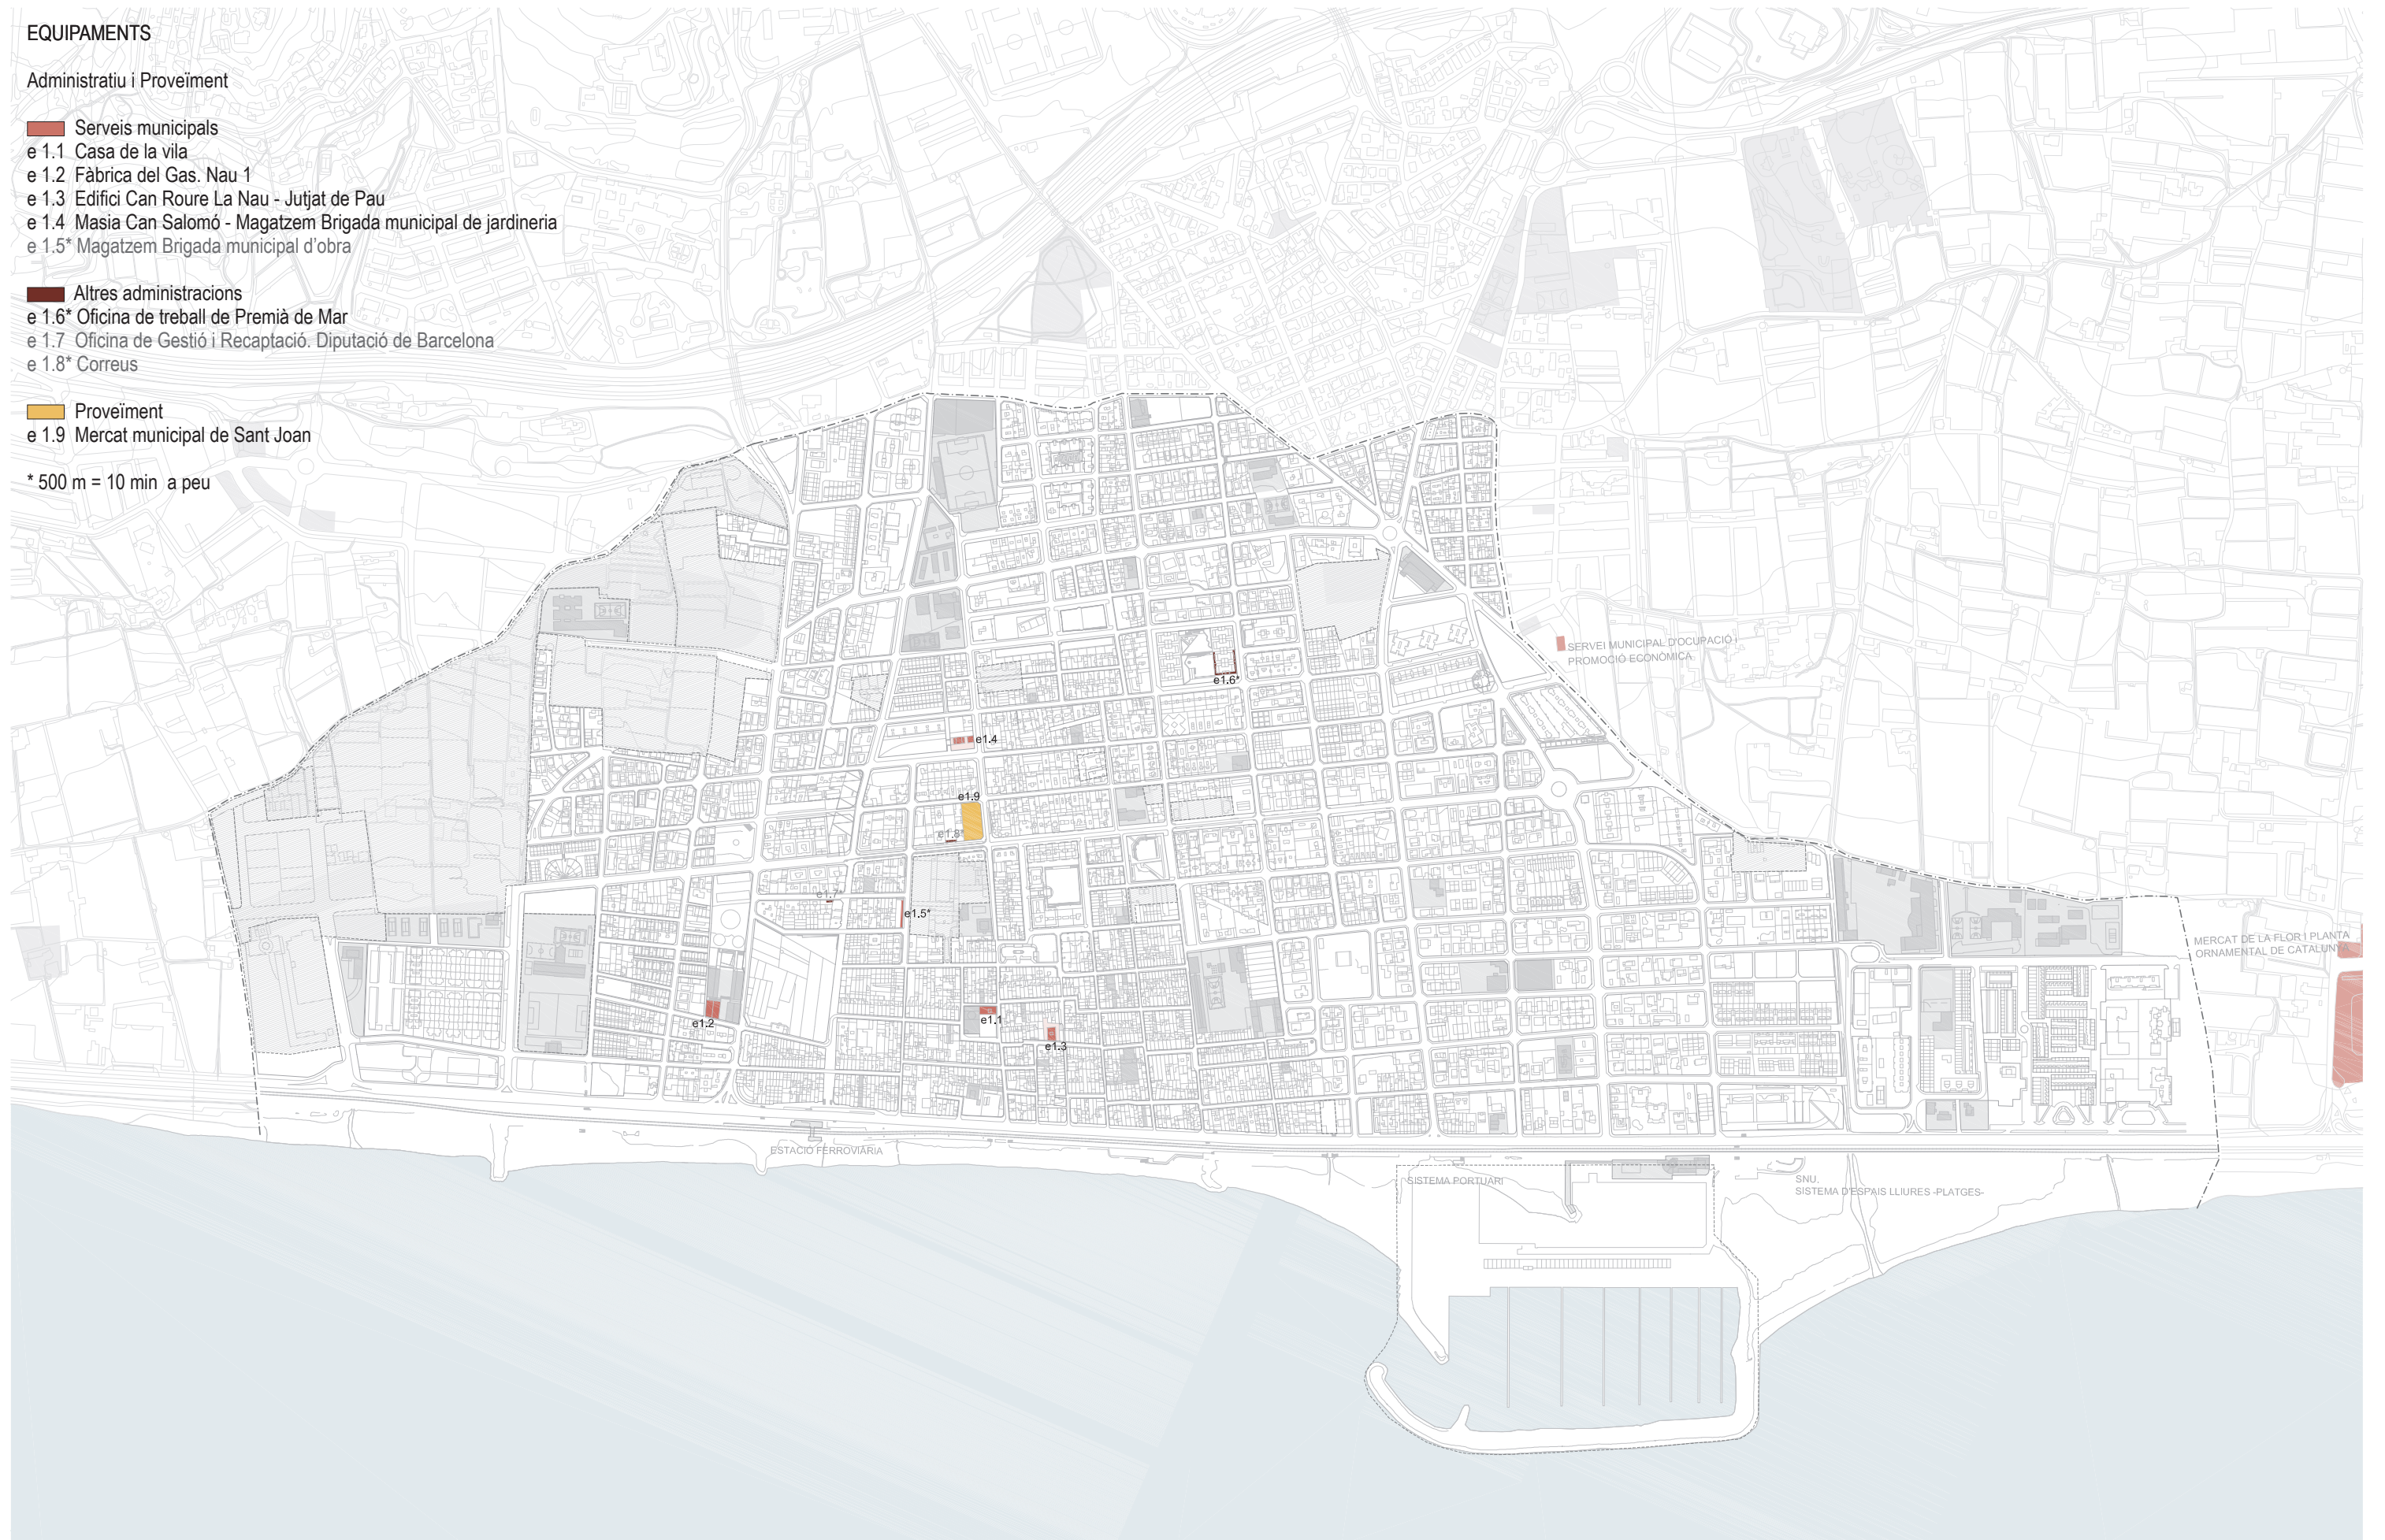 EQUIPAMENTS
Administratiu i Proveïment
Serveis municipals
e 1.1 Casa de la vila
e 1.2 Fàbrica del Gas. Nau 1
e 1.3 Edifici Can Roure La Nau - Jutjat de Pau
e 1.4 Masia Can Salomó - Magatzem Brigada municipal de jardineria
e 1.5* Magatzem Brigada municipal d'obra
Altres administracions
e 1.6* Oficina de treball de Premià de Mar
e 1.7 Oficina de Gestió i Recaptació. Diputació de Barcelona
e 1.8* Correus
Proveïment
e 1.9 Mercat municipal de Sant Joan
* 500 m = 10 min a peu
SERVEI MUNICIPAL D'OCUPACIÓ i
PROMOCIÓ ECONÒMICA
e1.6*
e1.4
e1.9
e1.8*
e1.7*
e1.5*
MERCAT DE LA FLOR I PLANTA
ORNAMENTAL DE CATALUNYA
e1.1
e1.2
e1.3
ESTACIÓ FERROVIÀRIA
SISTEMA PORTUARI
SNU.
SISTEMA D'ESPAIS LLIURES -PLATGES-